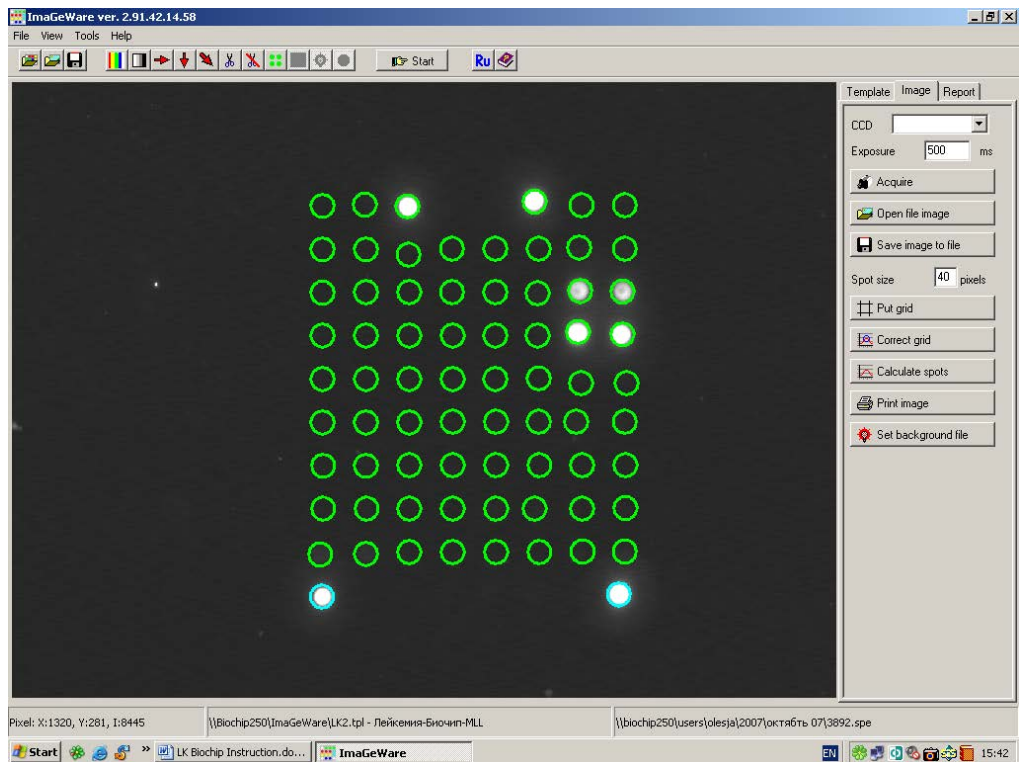 ImaGeWare ver. 2.91.42.14.58
File View Tools Help
Start Ru
Template Image Report
CCD
Exposure 500 ms
Acquire
Open file image
Save image to file
Spot size 40 pixels
Put grid
Correct grid
Calculate spots
Print image
Set background file
Pixel: X:1320, Y:281, I:8445 \\Biochip250\ImaGeWare\LK2.tpl - Лейкемия-Биочип-MLL \\biochip250\users\olesja\2007\октябть 07\3892.spe
Start » LK Biochip Instruction.do... ImaGeWare EN 15:42